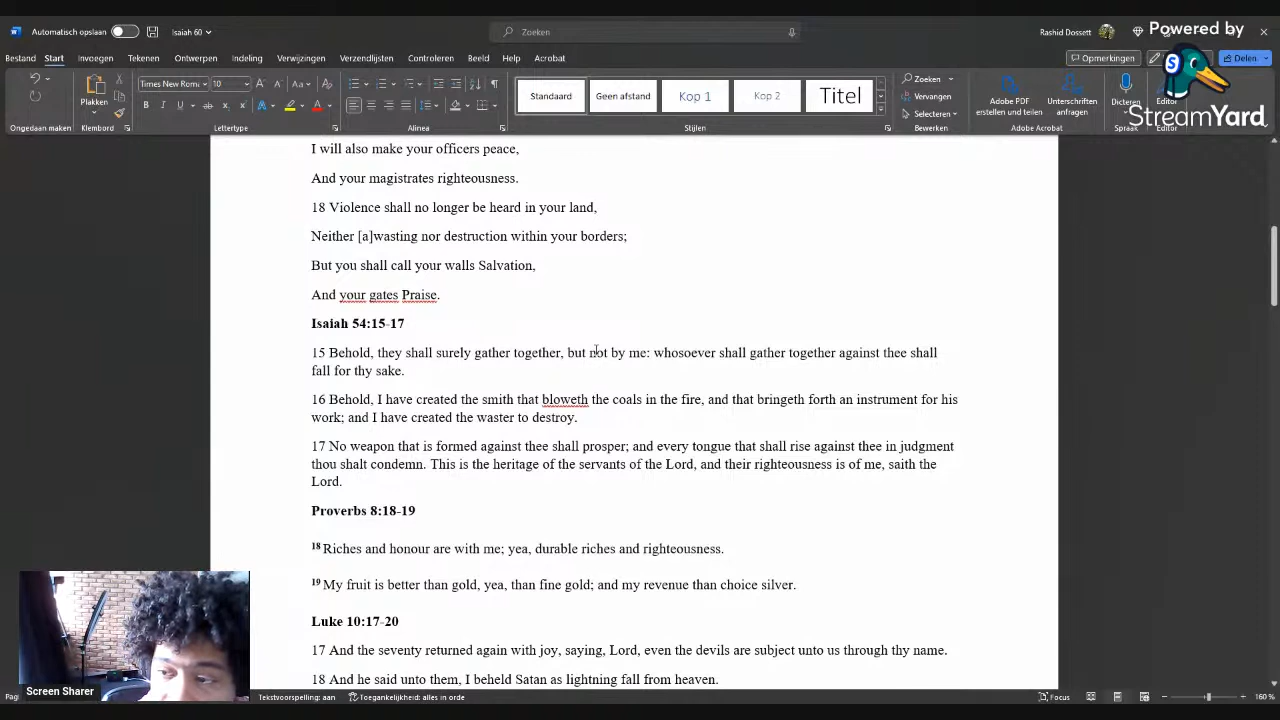 Automatisch opslaan
Isaiah 60
Zoeken
Rashid Dossett
Powered by
Bestand Start Invoegen Tekenen Ontwerpen Indeling Verwijzingen Verzendlijsten Controleren Beeld Help Acrobat
Opmerkingen
Delen
Plakken
Times New Roma
10
Standaard
Geen afstand
Kop 1
Kop 2
Titel
Zoeken
Vervangen
Selecteren
Adobe PDF
erstellen und teilen
Unterschriften
anfragen
Dicteren
Editor
StreamYard
Ongedaan maken
Klembord
Lettertype
Alinea
Stijlen
Bewerken
Adobe Acrobat
Spraak
Editor
I will also make your officers peace,
And your magistrates righteousness.
18 Violence shall no longer be heard in your land,
Neither [a]wasting nor destruction within your borders;
But you shall call your walls Salvation,
And your gates Praise.
Isaiah 54:15-17
15 Behold, they shall surely gather together, but not by me: whosoever shall gather together against thee shall
fall for thy sake.
16 Behold, I have created the smith that bloweth the coals in the fire, and that bringeth forth an instrument for his
work; and I have created the waster to destroy.
17 No weapon that is formed against thee shall prosper; and every tongue that shall rise against thee in judgment
thou shalt condemn. This is the heritage of the servants of the Lord, and their righteousness is of me, saith the
Lord.
Proverbs 8:18-19
18 Riches and honour are with me; yea, durable riches and righteousness.
19 My fruit is better than gold, yea, than fine gold; and my revenue than choice silver.
Luke 10:17-20
17 And the seventy returned again with joy, saying, Lord, even the devils are subject unto us through thy name.
18 And he said unto them, I beheld Satan as lightning fall from heaven.
Screen Sharer
Tekstvoorspelling: aan
Toegankelijkheid: alles in orde
Focus
160 %